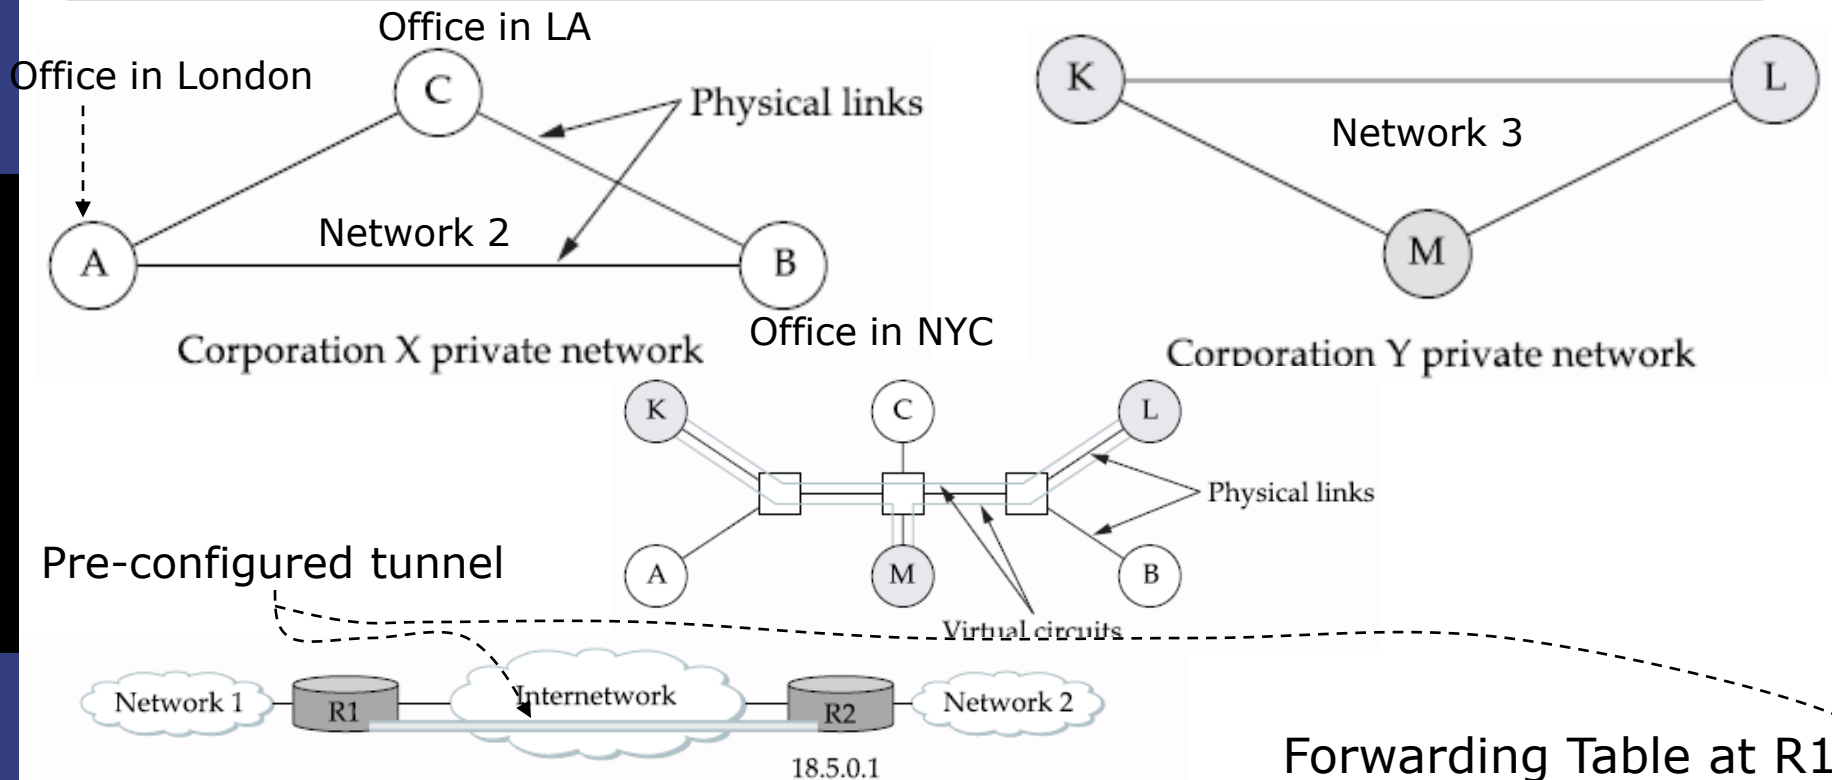 Office in LA
Office in London
C
Physical links
Network 2
A
B
Office in NYC
Corporation X private network
K
L
Network 3
M
Corporation Y private network
K
C
L
Physical links
A
M
B
Virtual circuits
Pre-configured tunnel
Network 1
R1
Internetwork
R2
Network 2
18.5.0.1
Forwarding Table at R1